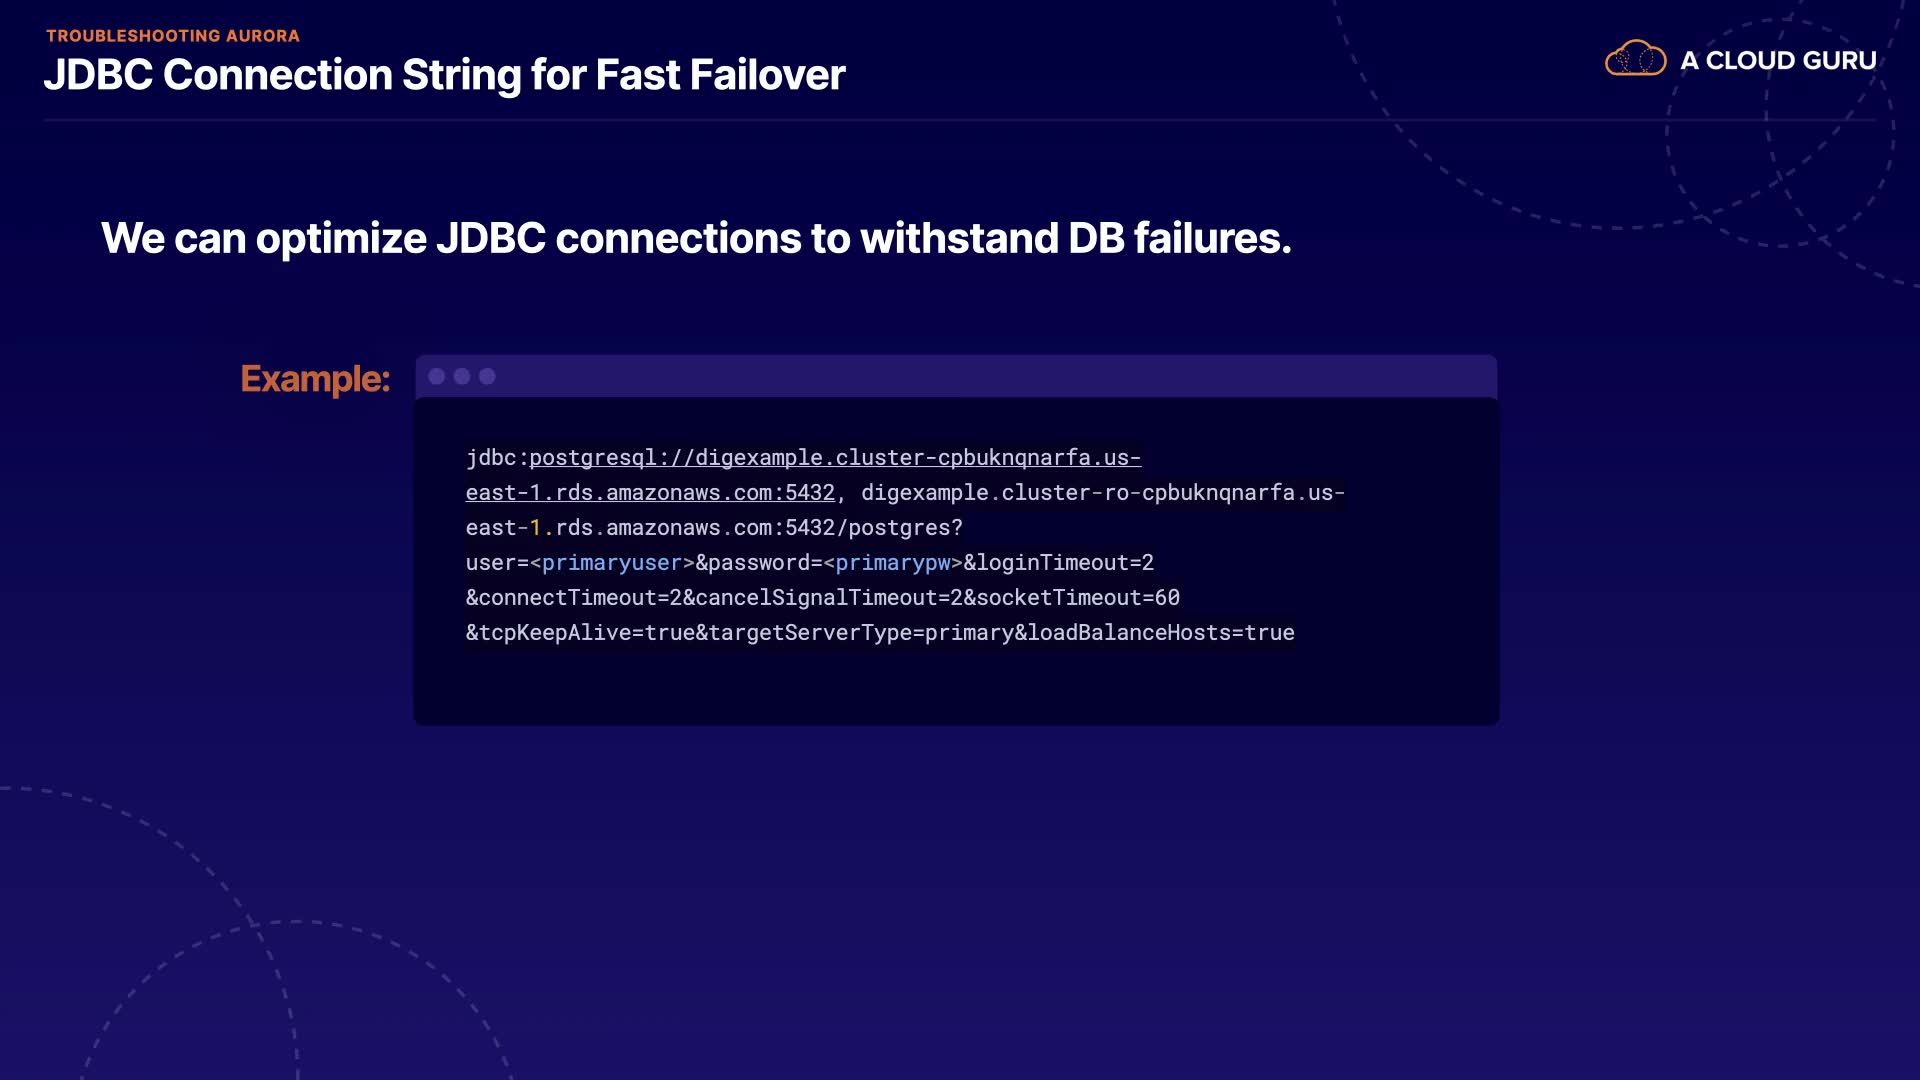 TROUBLESHOOTING AURORA
JDBC Connection String for Fast Failover
A CLOUD GURU
We can optimize JDBC connections to withstand DB failures.
Example:
jdbc:postgresql://digexample.cluster-cpbuknqnarfa.us-
east-1.rds.amazonaws.com:5432, digexample.cluster-ro-cpbuknqnarfa.us-
east-1.rds.amazonaws.com:5432/postgres?
user=<primaryuser>&password=<primarypw>&loginTimeout=2
&connectTimeout=2&cancelSignalTimeout=2&socketTimeout=60
&tcpKeepAlive=true&targetServerType=primary&loadBalanceHosts=true